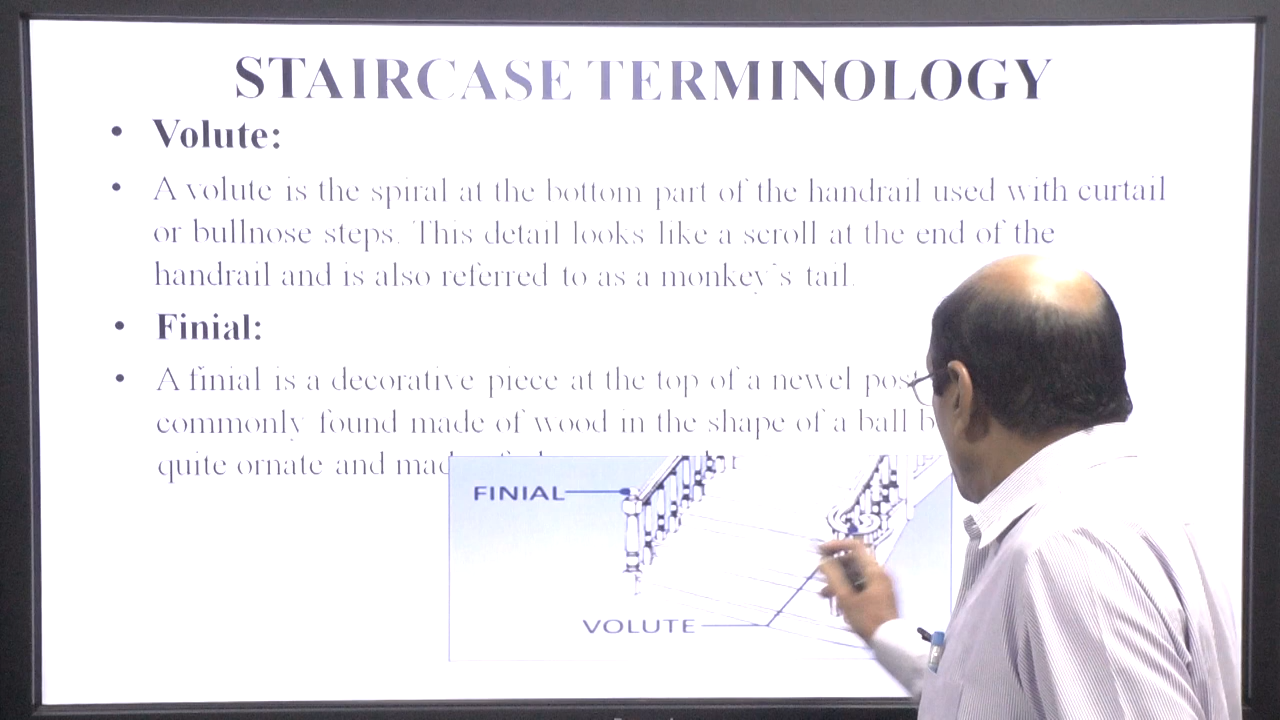 STAIRCASE TERMINOLOGY
• Volute:
• A volute is the spiral at the bottom part of the handrail used with curtail
or bullnose steps. This detail looks like a scroll at the end of the
handrail and is also referred to as a monkey's tail.
• Finial:
• A finial is a decorative piece at the top of a newel post
commonly found made of wood in the shape of a ball
quite ornate and
FINIAL
VOLUTE